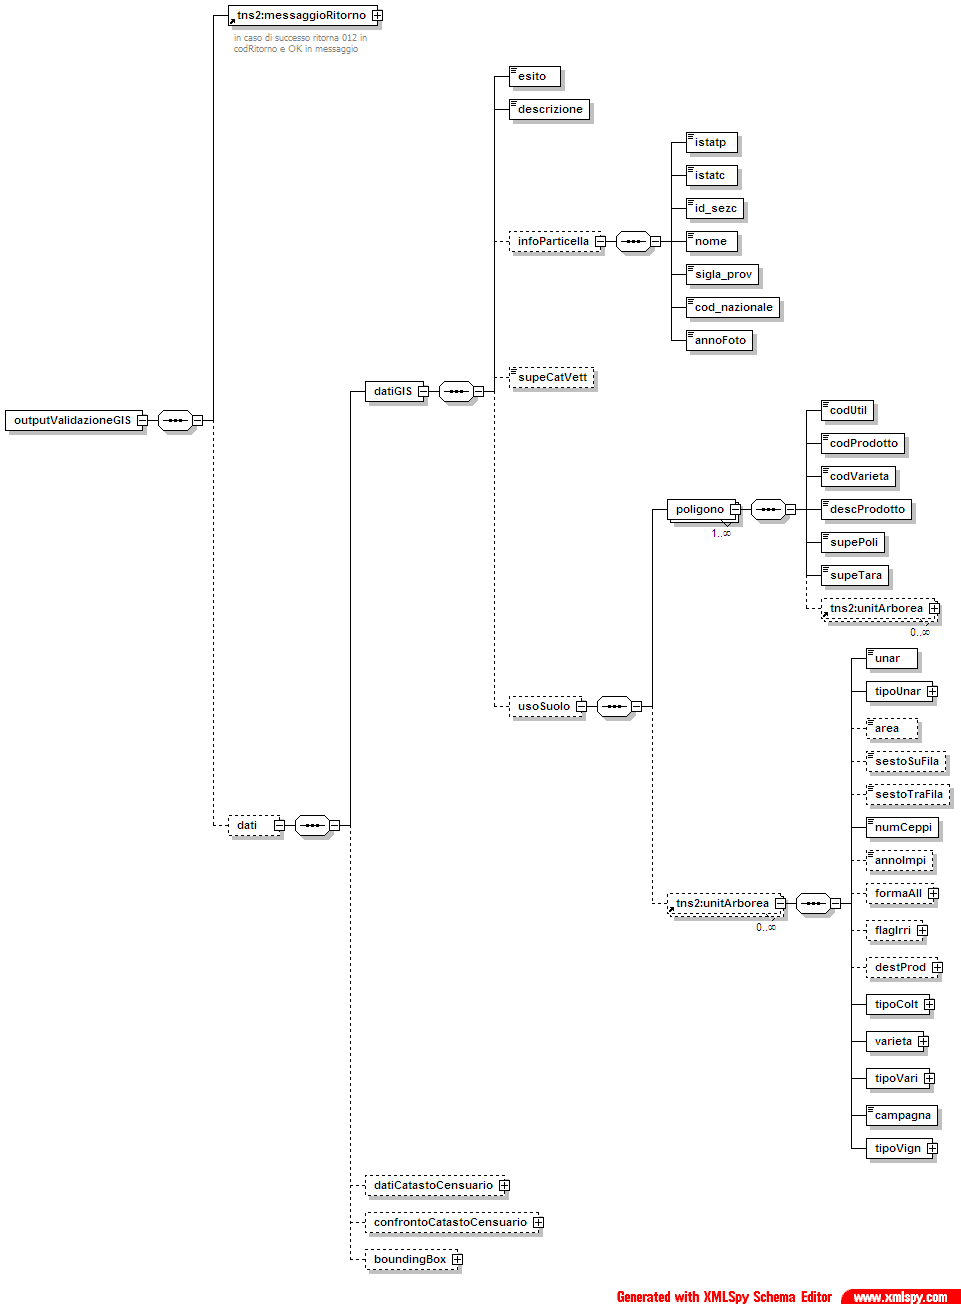 tns2:messaggioRitorno
in caso di successo ritorna 012 in
codRitorno e OK in messaggio
esito
descrizione
istatp
istatc
id_sezc
infoParticella
nome
sigla_prov
cod_nazionale
annoFoto
supeCatVett
datiGIS
outputValidazioneGIS
codUtil
codProdotto
codVarieta
poligono
1..∞
descProdotto
supePoli
supeTara
tns2:unitArborea
0..∞
unar
tipoUnar
usoSuolo
area
sestoSuFila
sestoTraFila
dati
numCeppi
annoImpi
formaAll
tns2:unitArborea
0..∞
flagIrri
destProd
tipoColt
varieta
tipoVari
campagna
tipoVign
datiCatastoCensuario
confrontoCatastoCensuario
boundingBox
Generated with XMLSpy Schema Editor www.xmlspy.com